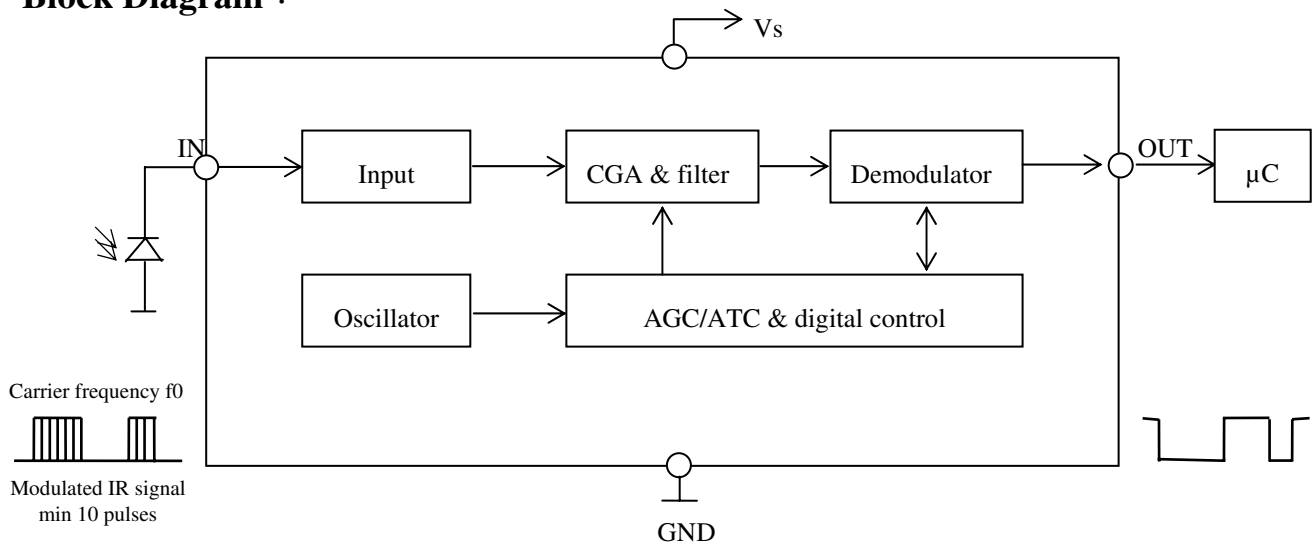 Block Diagram :
Vs
IN
Input
CGA & filter
Demodulator
OUT
µC
Oscillator
AGC/ATC & digital control
Carrier frequency f0
Modulated IR signal
min 10 pulses
GND